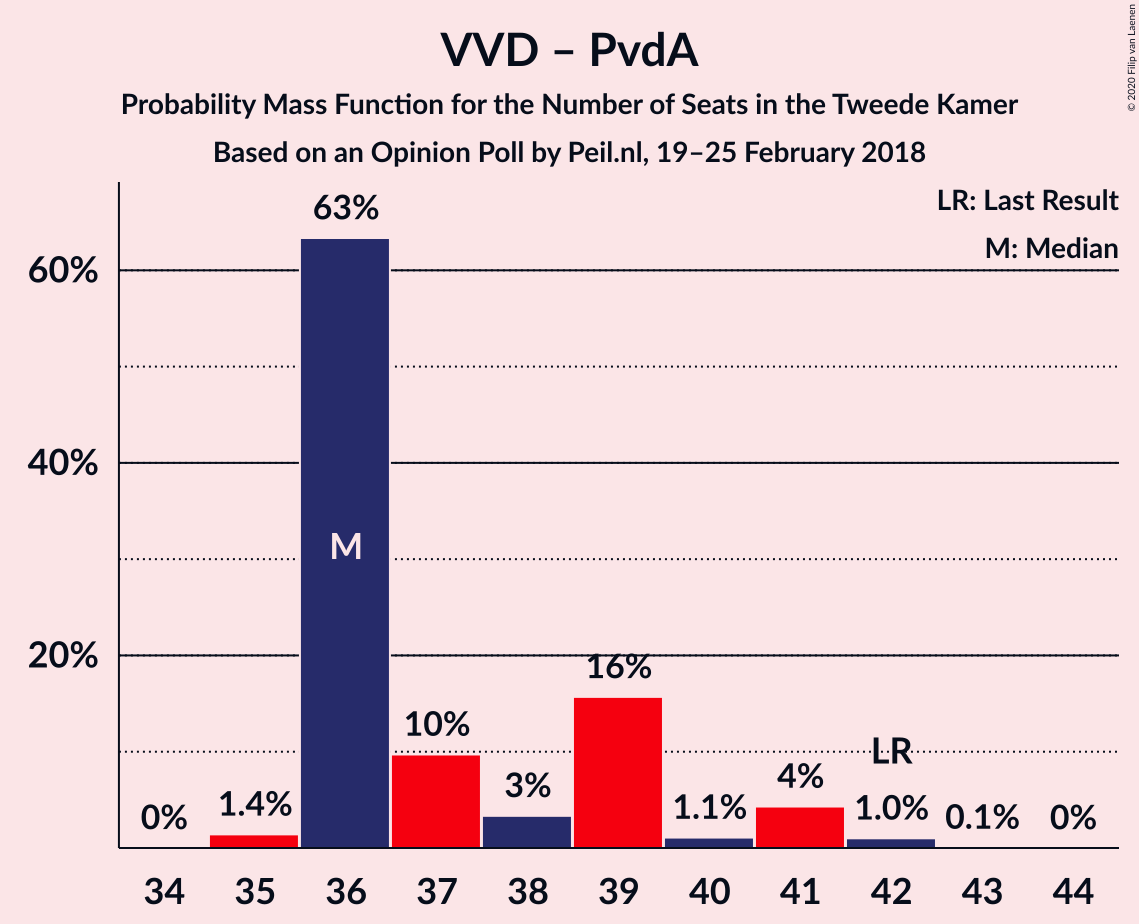 VVD – PvdA
Probability Mass Function for the Number of Seats in the Tweede Kamer
Based on an Opinion Poll by Peil.nl, 19–25 February 2018
© 2020 Filip van Laenen
LR: Last Result
M: Median
60%
40%
20%
0%
1.4%
63%
M
10%
3%
16%
1.1%
4%
LR
1.0%
0.1%
0%
34 35 36 37 38 39 40 41 42 43 44